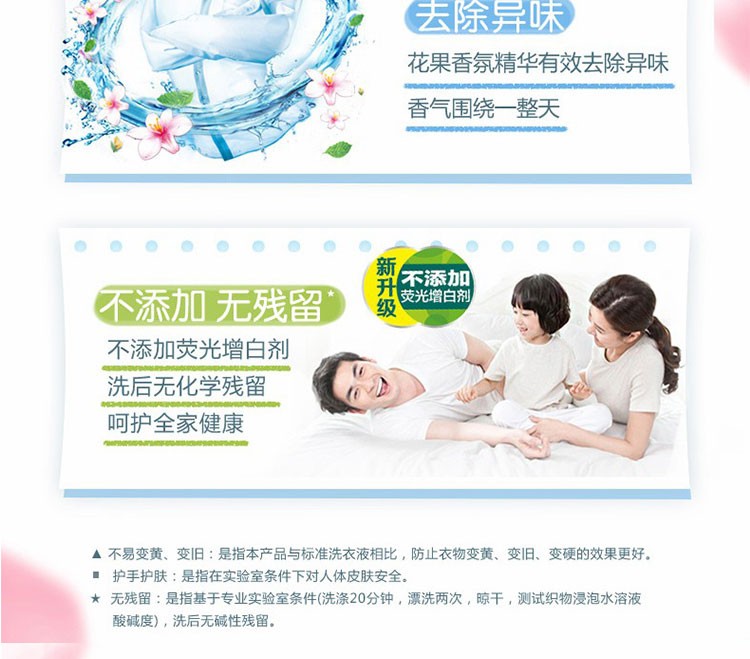 去除异味
花果香氛精华有效去除异味
香气围绕一整天
新升级
不添加
荧光增白剂
不添加 无残留*
不添加荧光增白剂
洗后无化学残留
呵护全家健康
▲ 不易变黄、变旧：是指本产品与标准洗衣液相比，防止衣物变黄、变旧、变硬的效果更好。
■ 护手护肤：是指在实验室条件下对人体皮肤安全。
★ 无残留：是指基于专业实验室条件(洗涤20分钟，漂洗两次，晾干，测试织物浸泡水溶液
酸碱度)，洗后无碱性残留。